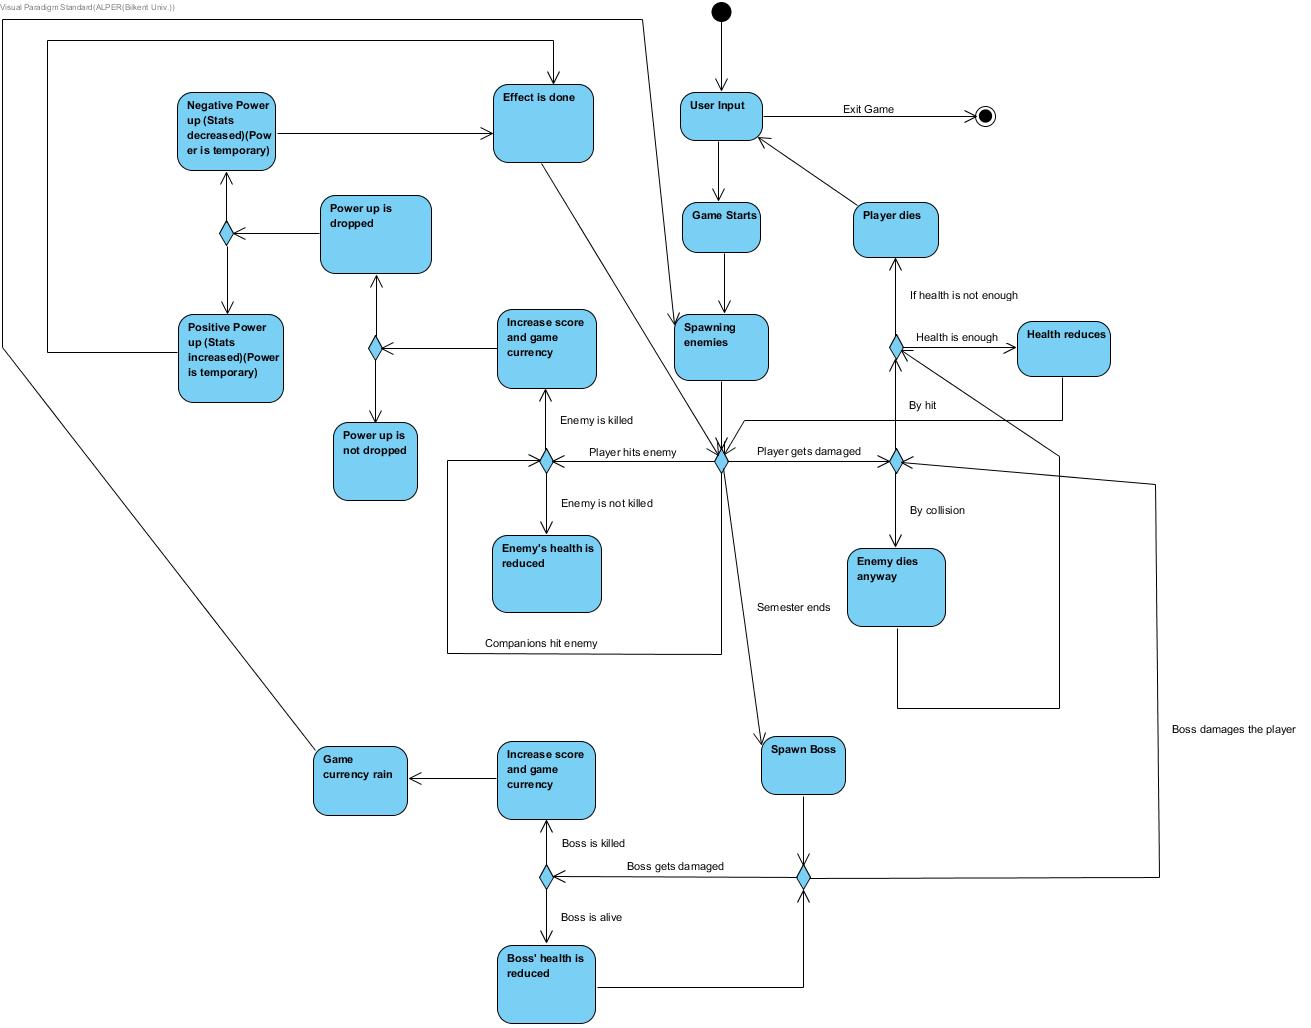 Visual Paradigm Standard(ALPER(Bilkent Univ.))
Negative Power
up (Stats
decreased)(Pow
er is temporary)
Effect is done
User Input
Exit Game
Power up is
dropped
Game Starts
Player dies
If health is not enough
Positive Power
up (Stats
increased)(Power
is temporary)
Increase score
and game
currency
Spawning
enemies
Health is enough
Health reduces
By hit
Enemy is killed
Power up is
not dropped
Player hits enemy
Player gets damaged
Enemy is not killed
By collision
Enemy's health is
reduced
Enemy dies
anyway
Semester ends
Companions hit enemy
Boss damages the player
Spawn Boss
Game
currency rain
Increase score
and game
currency
Boss is killed
Boss gets damaged
Boss is alive
Boss' health is
reduced